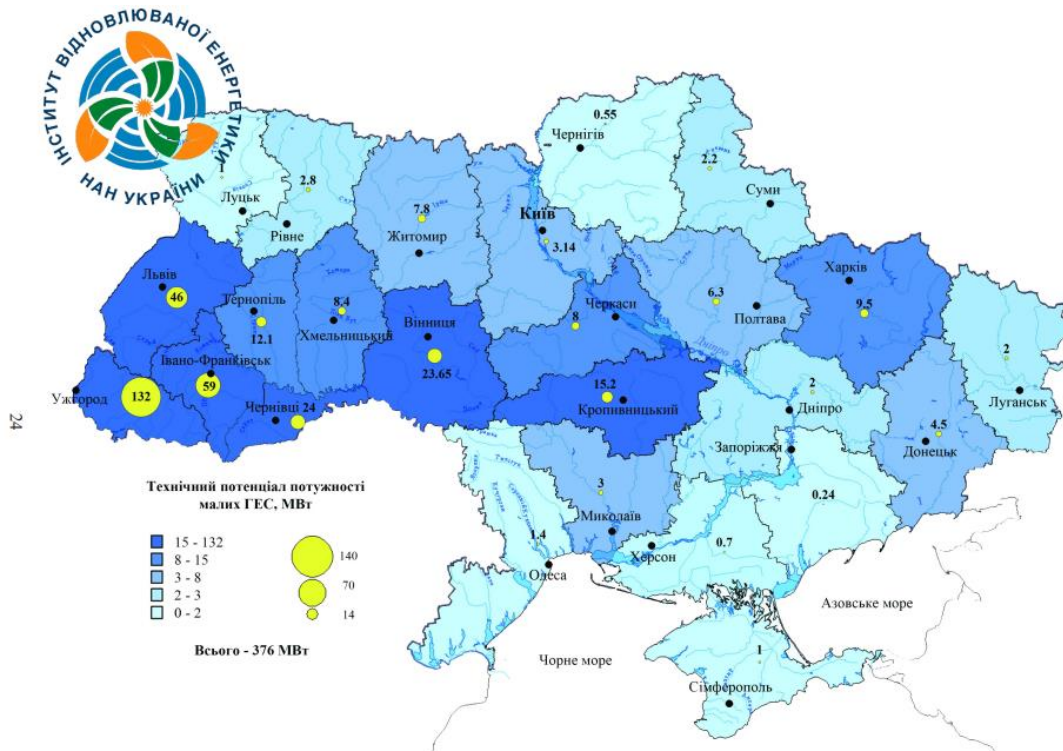 ІНСТИТУТ ВІДНОВЛЮВАНОЇ ЕНЕРГЕТИКИ
НАН УКРАЇНИ
0.55
Чернігів
2.2
Суми
1
Луцьк
2.8
Рівне
7.8
Житомир
Київ
3.14
Львів
46
Тернопіль
12.1
8.4
Хмельницький
Вінниця
23.65
Черкаси
8
6.3
Полтава
Харків
9.5
Дніпро
Ужгород
132
Івано-Франківськ
59
Чернівці 24
15.2
Кропивницький
2
Дніпро
2
Луганськ
4.5
Донецьк
Запоріжжя
0.24
3
Миколаїв
Херсон
0.7
1.4
Одеса
Азовське море
Чорне море
1
Сімферополь
24
Технічний потенціал потужності
малих ГЕС, МВт
15 - 132
8 - 15
3 - 8
2 - 3
0 - 2
140
70
14
Всього - 376 МВт